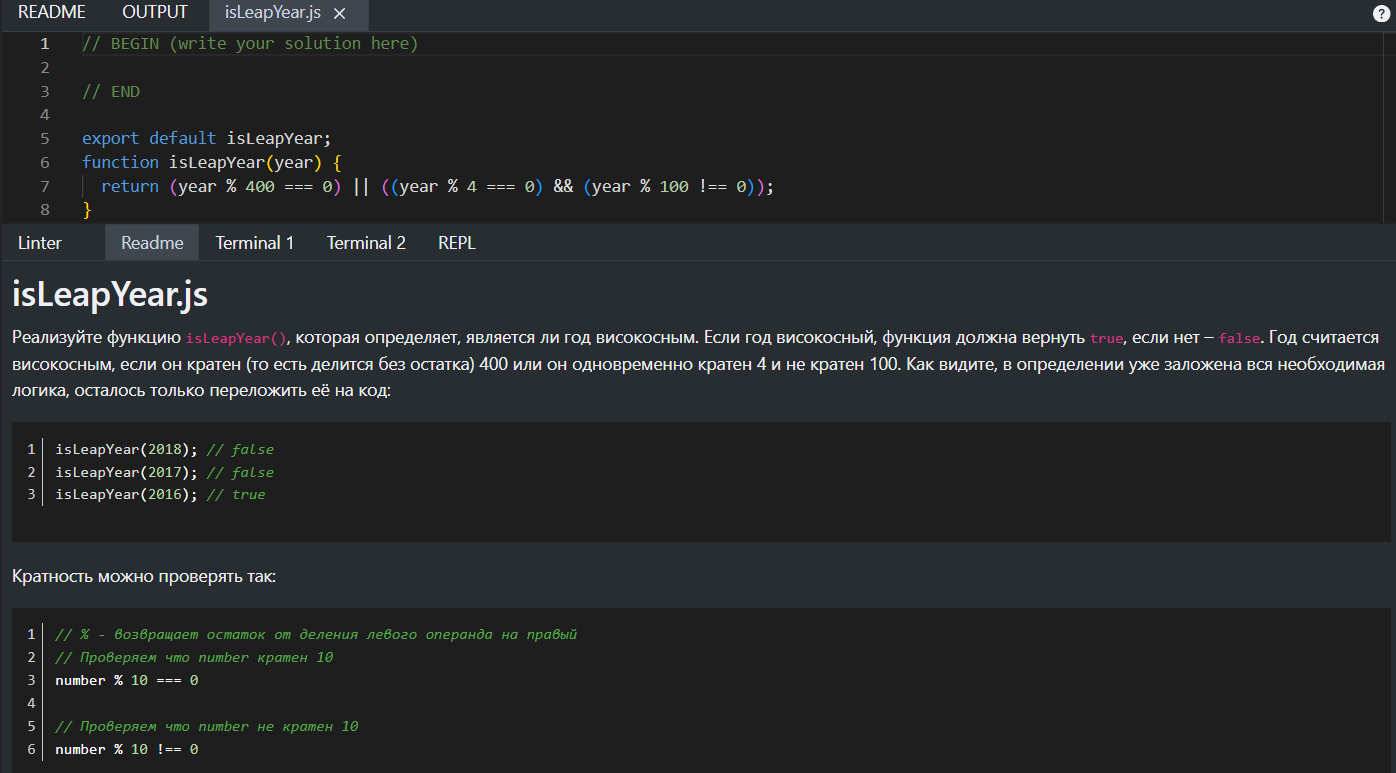 README OUTPUT isLeapYear.js × ?
1 // BEGIN (write your solution here)
2
3 // END
4
5 export default isLeapYear;
6 function isLeapYear(year) {
7 return (year % 400 === 0) || ((year % 4 === 0) && (year % 100 !== 0));
8 }
Linter Readme Terminal 1 Terminal 2 REPL
isLeapYear.js
Реализуйте функцию isLeapYear(), которая определяет, является ли год високосным. Если год високосный, функция должна вернуть true, если нет – false. Год считается
високосным, если он кратен (то есть делится без остатка) 400 или он одновременно кратен 4 и не кратен 100. Как видите, в определении уже заложена вся необходимая
логика, осталось только переложить её на код:
1 isLeapYear(2018); // false
2 isLeapYear(2017); // false
3 isLeapYear(2016); // true
Кратность можно проверять так:
1 // % - возвращает остаток от деления левого операнда на правый
2 // Проверяем что number кратен 10
3 number % 10 === 0
4
5 // Проверяем что number не кратен 10
6 number % 10 !== 0